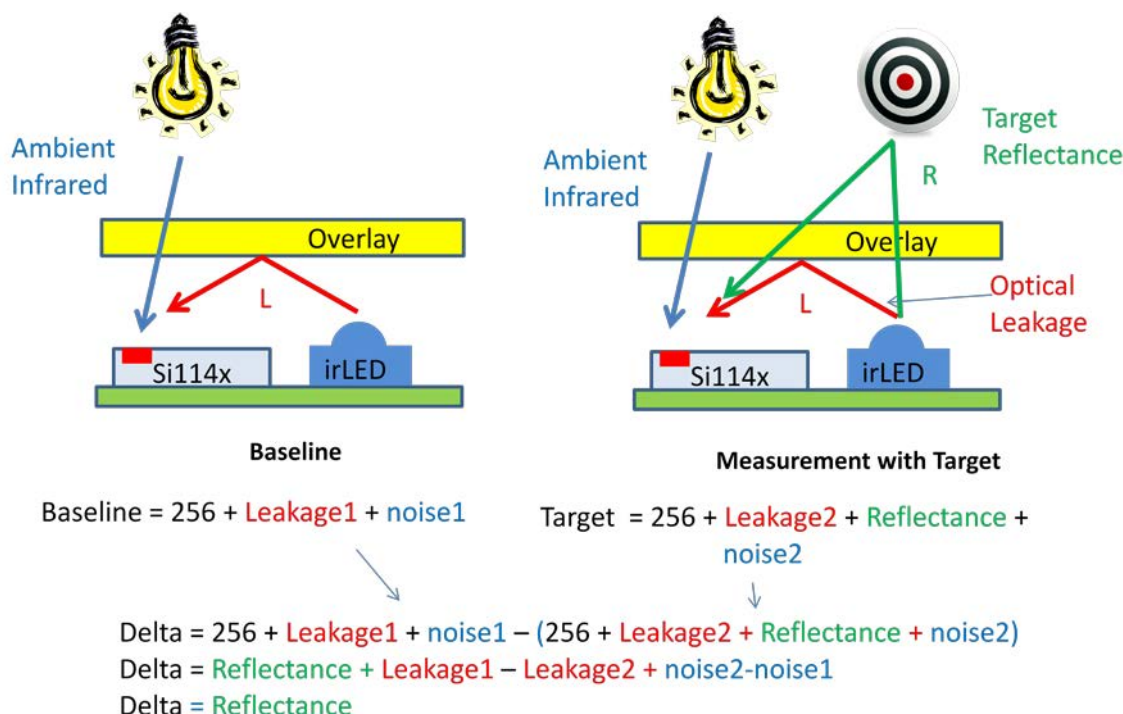 Ambient
Infrared
Overlay
L
Si114x
irLED
Baseline
Baseline = 256 + Leakage1 + noise1
Target
Reflectance
Ambient
Infrared
R
Overlay
L
Optical
Leakage
Si114x
irLED
Measurement with Target
Target = 256 + Leakage2 + Reflectance +
noise2
Delta = 256 + Leakage1 + noise1 – (256 + Leakage2 + Reflectance + noise2)
Delta = Reflectance + Leakage1 – Leakage2 + noise2-noise1
Delta = Reflectance